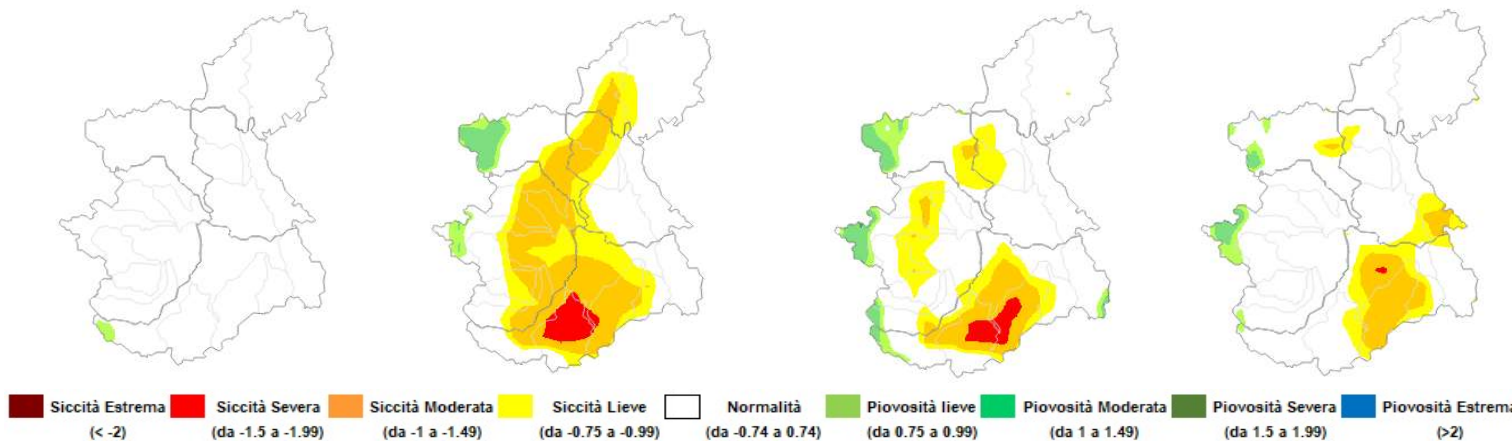 Siccità Estrema Siccità Severa Siccità Moderata Siccità Lieve Normalità Piovosità lieve Piovosità Moderata Piovosità Severa Piovosità Estrema
(< -2) (da -1.5 a -1.99) (da -1 a -1.49) (da -0.75 a -0.99) (da -0.74 a 0.74) (da 0.75 a 0.99) (da 1 a 1.49) (da 1.5 a 1.99) (>2)